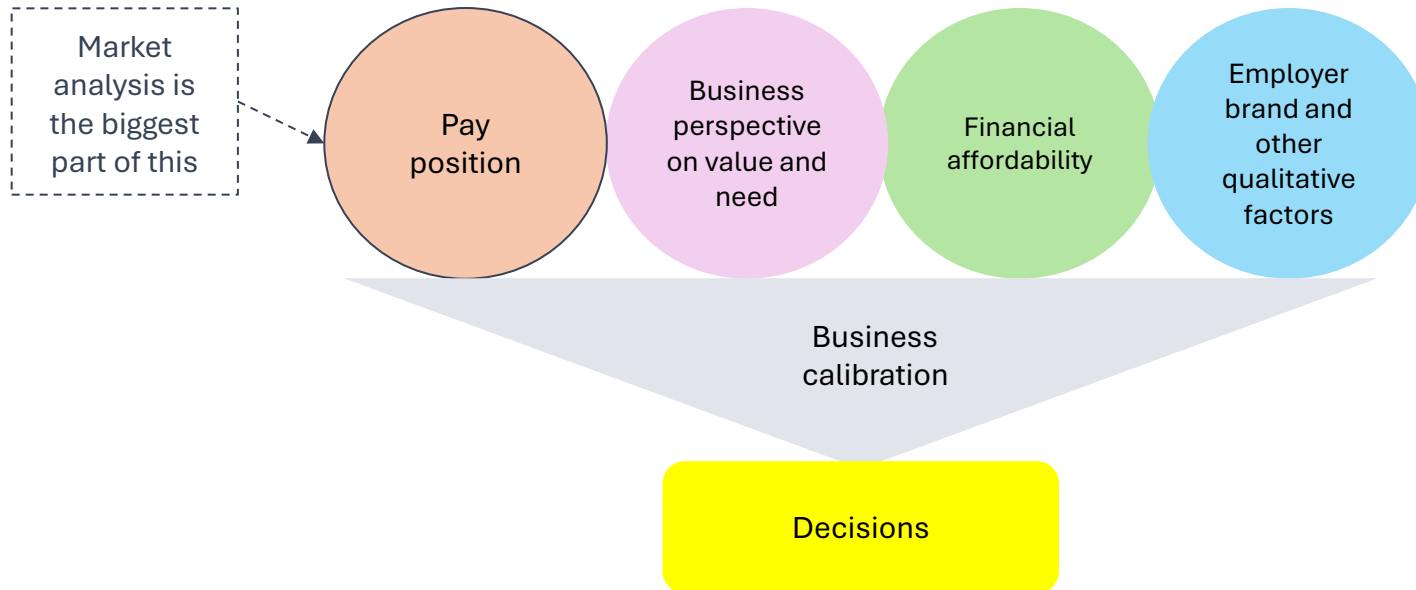 Market
analysis is
the biggest
part of this
Pay
position
Business
perspective
on value and
need
Financial
affordability
Employer
brand and
other
qualitative
factors
Business
calibration
Decisions